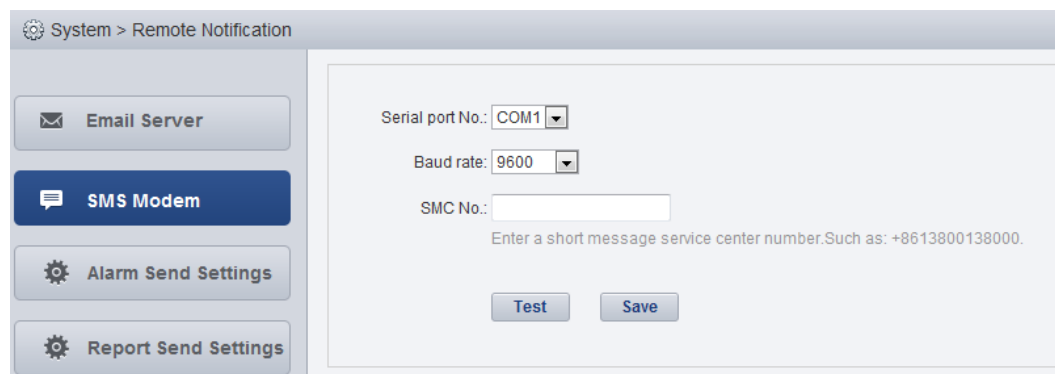 System > Remote Notification
Email Server
SMS Modem
Alarm Send Settings
Report Send Settings
Serial port No.: COM1
Baud rate: 9600
SMC No.:
Enter a short message service center number.Such as: +8613800138000.
Test Save